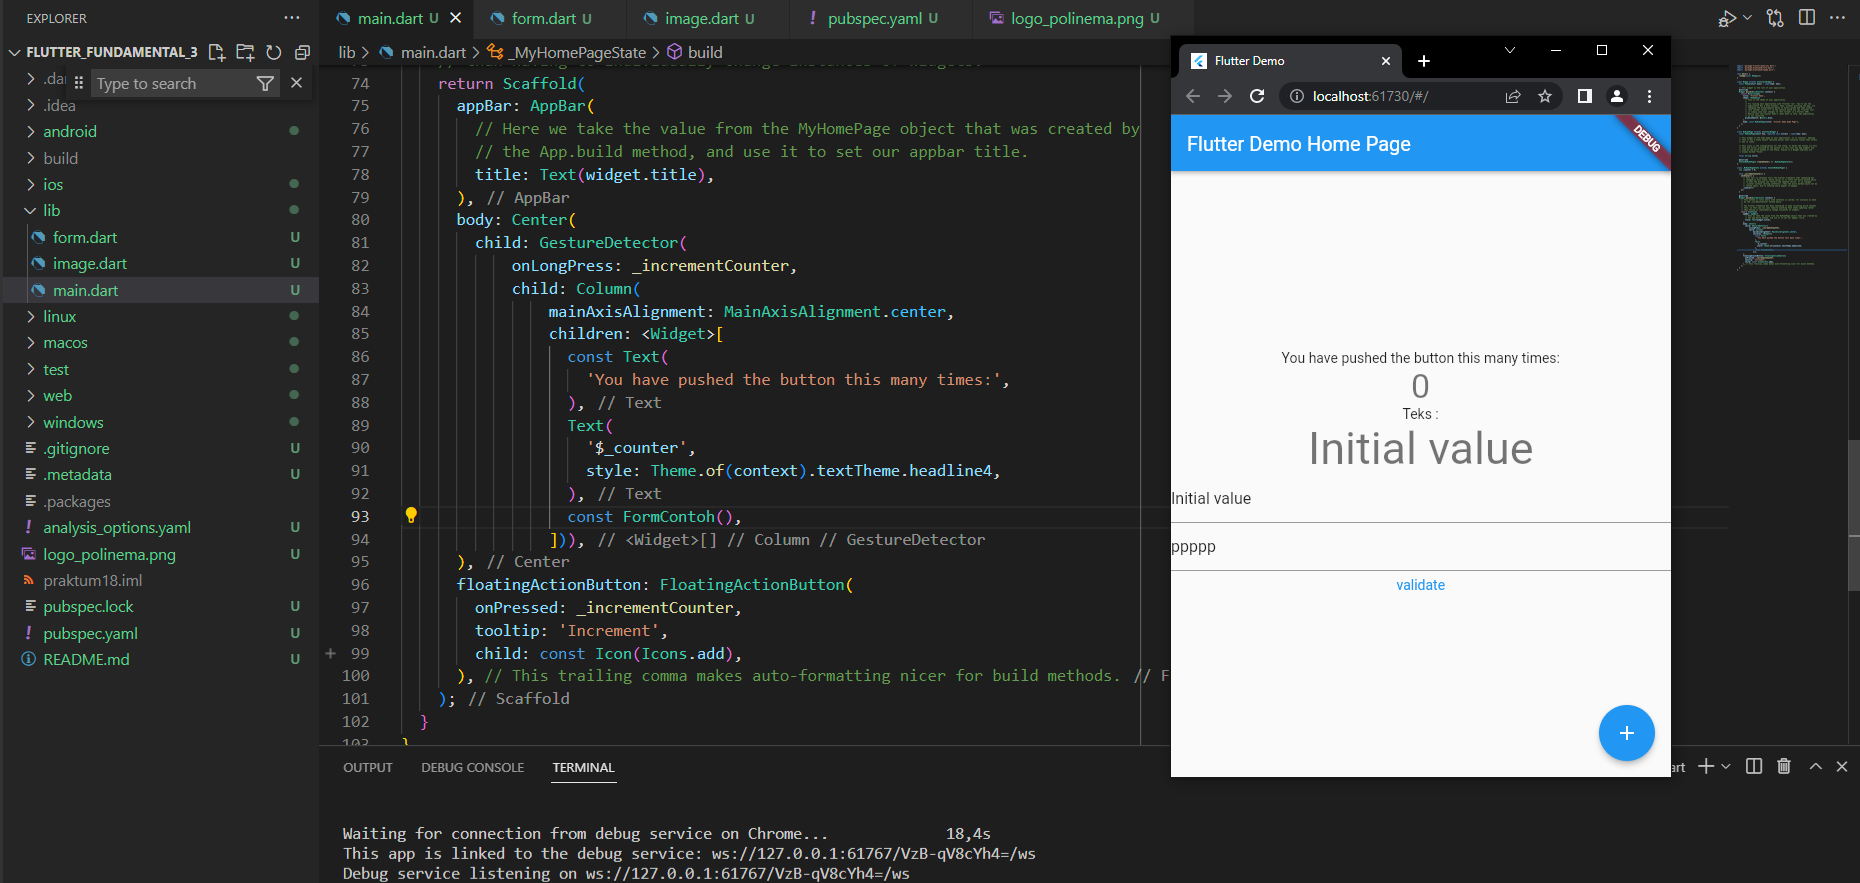 EXPLORER
FLUTTER_FUNDAMENTAL_3
Type to search
.idea
android
build
ios
lib
form.dart U
image.dart U
main.dart U
linux
macos
test
web
windows
.gitignore U
.metadata U
.packages
analysis_options.yaml U
logo_polinema.png U
praktum18.iml
pubspec.lock U
pubspec.yaml U
README.md U
main.dart U
form.dart U
image.dart U
pubspec.yaml U
logo_polinema.png U
lib > main.dart > _MyHomePageState > build
74 return Scaffold(
75 appBar: AppBar(
76 // Here we take the value from the MyHomePage object that was created by
77 // the App.build method, and use it to set our appbar title.
78 title: Text(widget.title),
79 ), // AppBar
80 body: Center(
81 child: GestureDetector(
82 onLongPress: _incrementCounter,
83 child: Column(
84 mainAxisAlignment: MainAxisAlignment.center,
85 children: <Widget>[
86 const Text(
87 'You have pushed the button this many times:',
88 ), // Text
89 Text(
90 '$_counter',
91 style: Theme.of(context).textTheme.headline4,
92 ), // Text
93 const FormContoh(),
94 ])), // <Widget>[] // Column // GestureDetector
95 ), // Center
96 floatingActionButton: FloatingActionButton(
97 onPressed: _incrementCounter,
98 tooltip: 'Increment',
99 child: const Icon(Icons.add),
100 ), // This trailing comma makes auto-formatting nicer for build methods. // F
101 ); // Scaffold
102 }
103 }
OUTPUT
DEBUG CONSOLE
TERMINAL
Waiting for connection from debug service on Chrome... 18,4s
This app is linked to the debug service: ws://127.0.0.1:61767/VzB-qV8cYh4=/ws
Debug service listening on ws://127.0.0.1:61767/VzB-qV8cYh4=/ws
Flutter Demo
localhost:61730/#/
Flutter Demo Home Page
DEBUG
You have pushed the button this many times:
0
Teks :
Initial value
Initial value
ppppp
validate